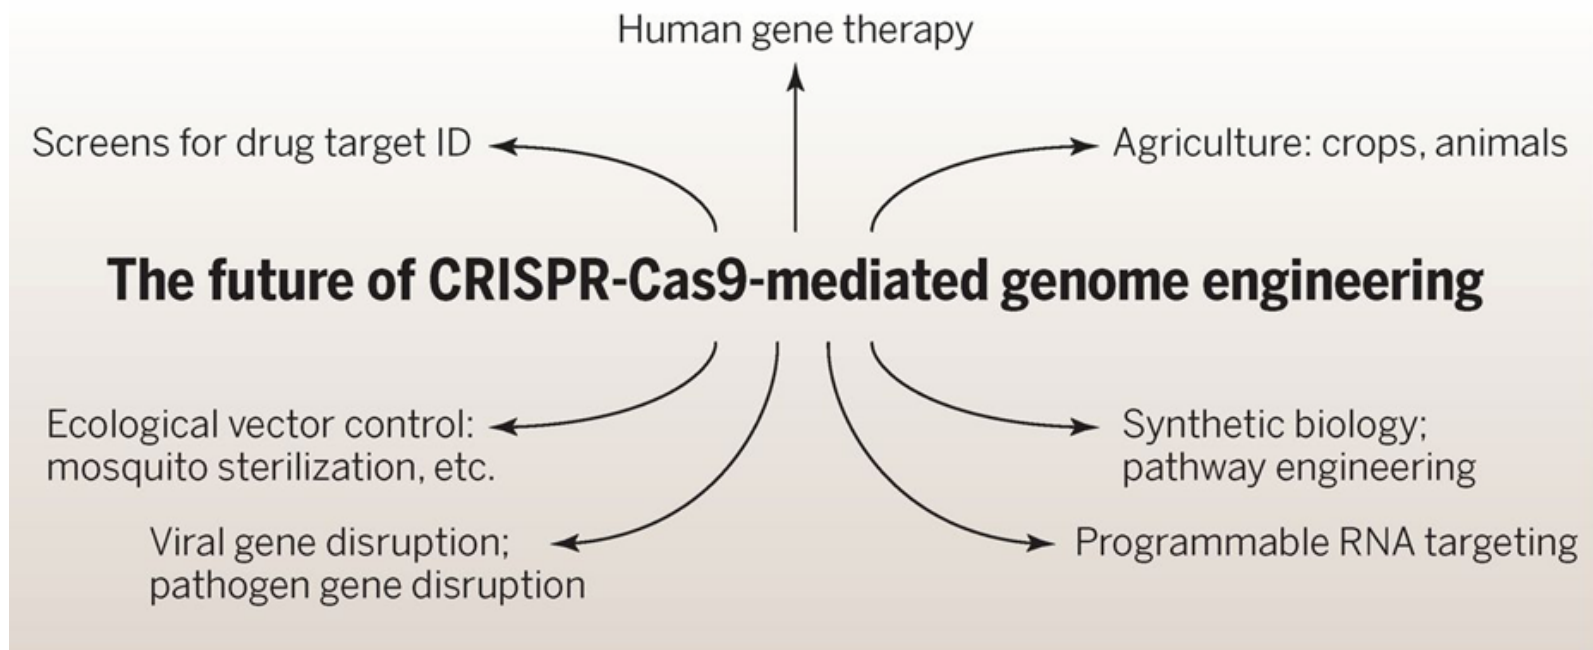 Human gene therapy
Screens for drug target ID
Agriculture: crops, animals
The future of CRISPR-Cas9-mediated genome engineering
Ecological vector control:
mosquito sterilization, etc.
Synthetic biology;
pathway engineering
Viral gene disruption;
pathogen gene disruption
Programmable RNA targeting